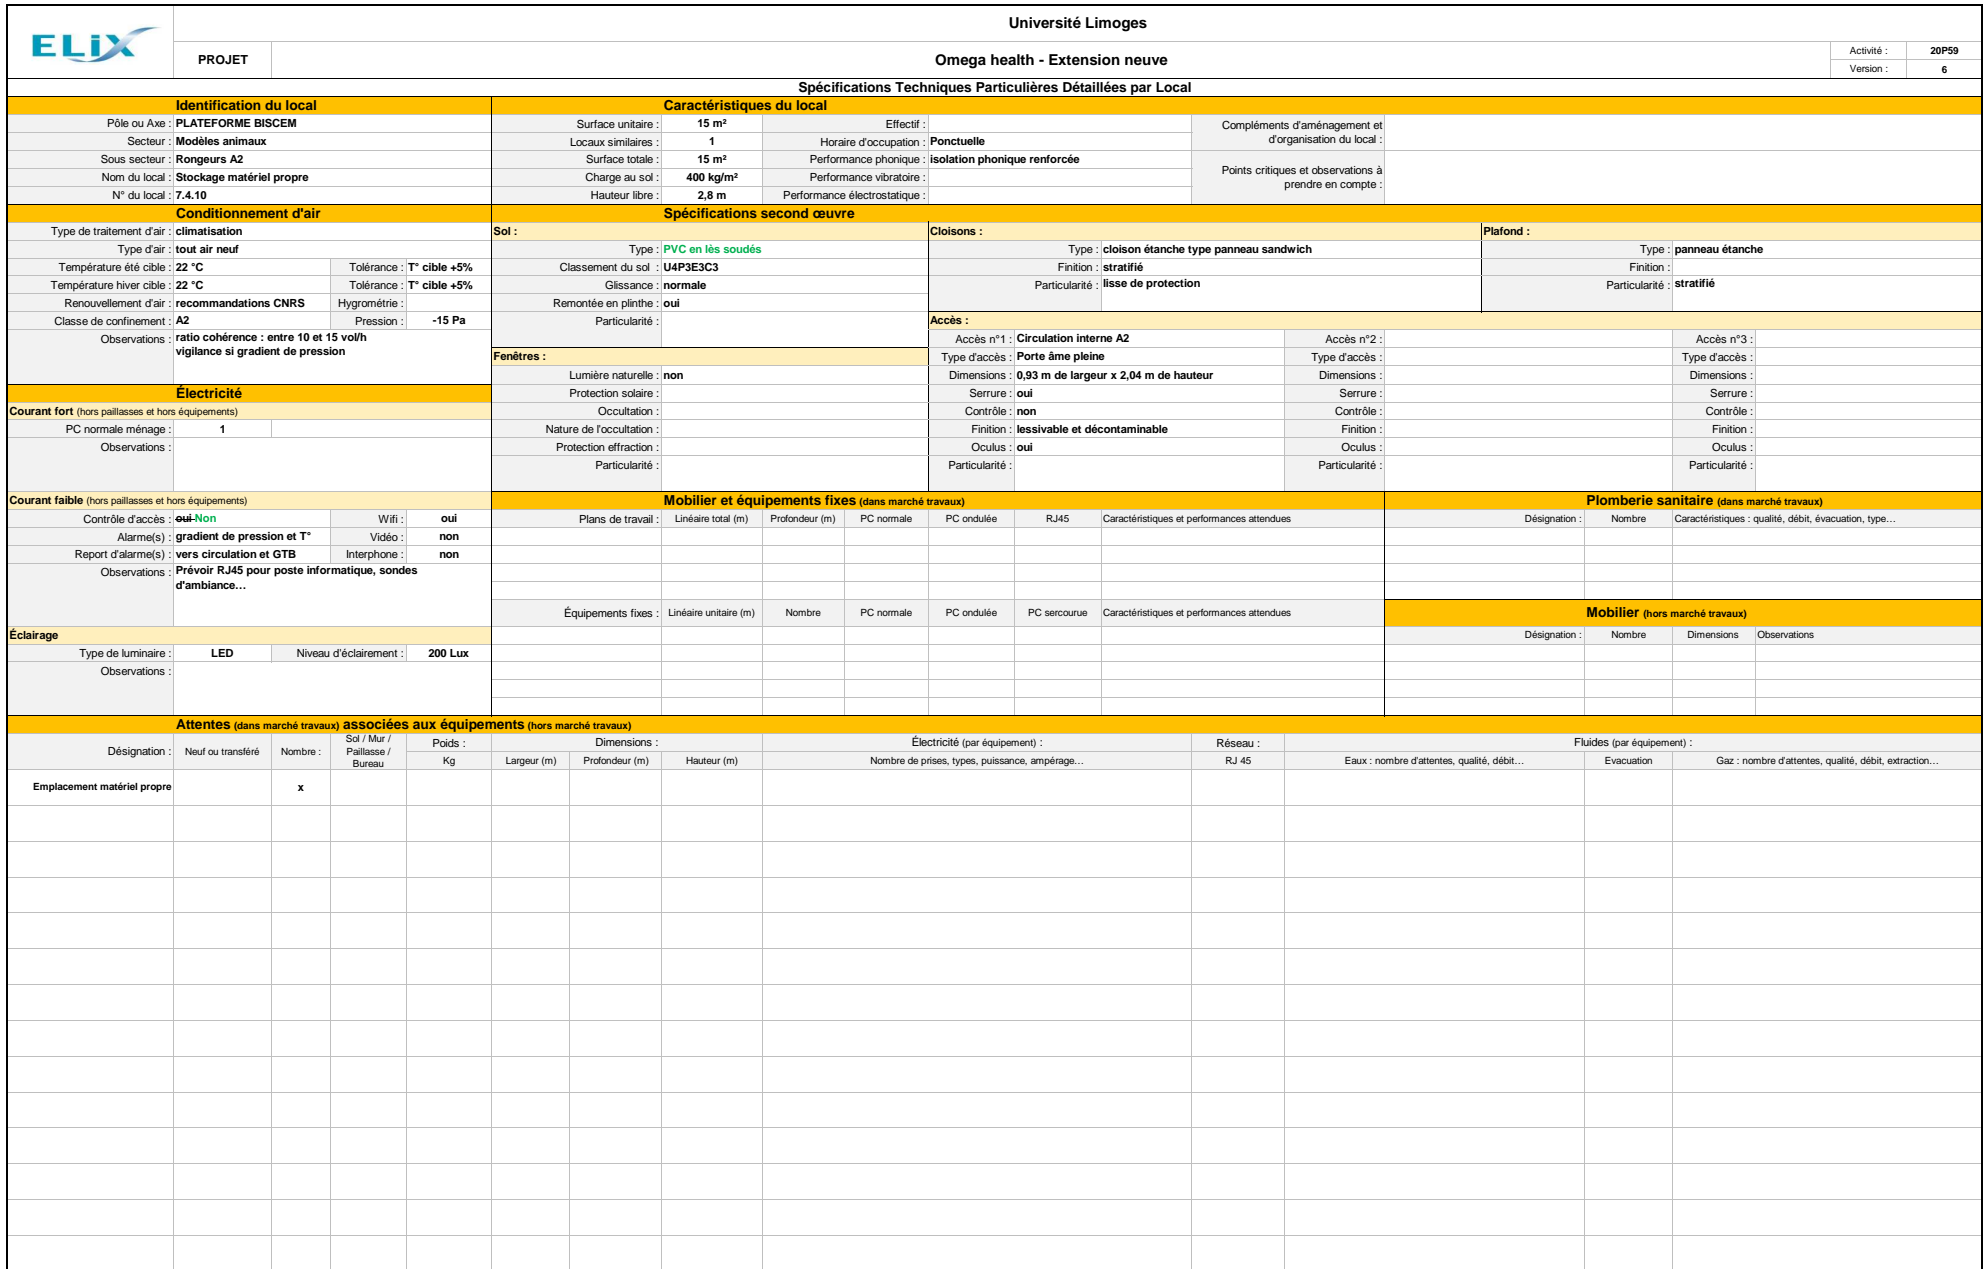 ELiX
Université Limoges
PROJET
Omega health - Extension neuve
Activité : 20P59
Version : 6
Spécifications Techniques Particulières Détaillées par Local
Identification du local
Pôle ou Axe : PLATEFORME BISCEM
Secteur : Modèles animaux
Sous secteur : Rongeurs A2
Nom du local : Stockage matériel propre
N° du local : 7.4.10
Caractéristiques du local
Surface unitaire : 15 m² Effectif :
Locaux similaires : 1 Horaire d'occupation : Ponctuelle
Surface totale : 15 m² Performance phonique : isolation phonique renforcée
Charge au sol : 400 kg/m² Performance vibratoire :
Hauteur libre : 2,8 m Performance électrostatique :
Compléments d'aménagement et
d'organisation du local :
Points critiques et observations à
prendre en compte :
Conditionnement d'air
Type de traitement d'air : climatisation
Type d'air : tout air neuf
Température été cible : 22 °C Tolérance : T° cible +5%
Température hiver cible : 22 °C Tolérance : T° cible +5%
Renouvellement d'air : recommandations CNRS Hygrométrie :
Classe de confinement : A2 Pression : -15 Pa
Observations : ratio cohérence : entre 10 et 15 vol/h
vigilance si gradient de pression
Spécifications second œuvre
Sol :
Type : PVC en lès soudés
Classement du sol : U4P3E3C3
Glissance : normale
Remontée en plinthe : oui
Particularité :
Cloisons :
Type : cloison étanche type panneau sandwich
Finition : stratifié
Particularité : lisse de protection
Plafond :
Type : panneau étanche
Finition :
Particularité : stratifié
Fenêtres :
Lumière naturelle : non
Protection solaire :
Occultation :
Nature de l'occultation :
Protection effraction :
Particularité :
Accès :
Accès n°1 : Circulation interne A2 Accès n°2 : Accès n°3 :
Type d'accès : Porte âme pleine Type d'accès : Type d'accès :
Dimensions : 0,93 m de largeur x 2,04 m de hauteur Dimensions : Dimensions :
Serrure : oui Serrure : Serrure :
Contrôle : non Contrôle : Contrôle :
Finition : lessivable et décontaminable Finition : Finition :
Oculus : oui Oculus : Oculus :
Particularité : Particularité : Particularité :
Électricité
Courant fort (hors paillasses et hors équipements)
PC normale ménage : 1
Observations :
Courant faible (hors paillasses et hors équipements)
Contrôle d'accès : oui Non Wifi : oui
Alarme(s) : gradient de pression et T° Vidéo : non
Report d'alarme(s) : vers circulation et GTB Interphone : non
Observations : Prévoir RJ45 pour poste informatique, sondes
d'ambiance…
Éclairage
Type de luminaire : LED Niveau d'éclairement : 200 Lux
Observations :
Mobilier et équipements fixes (dans marché travaux)
Plans de travail : Linéaire total (m) Profondeur (m) PC normale PC ondulée RJ45 Caractéristiques et performances attendues
Équipements fixes : Linéaire unitaire (m) Nombre PC normale PC ondulée PC sercourue Caractéristiques et performances attendues
Plomberie sanitaire (dans marché travaux)
Désignation : Nombre Caractéristiques : qualité, débit, évacuation, type…
Mobilier (hors marché travaux)
Désignation : Nombre Dimensions Observations
Attentes (dans marché travaux) associées aux équipements (hors marché travaux)
Désignation : Neuf ou transféré Nombre : Sol / Mur /
Paillasse /
Bureau
Poids : Dimensions : Électricité (par équipement) : Réseau : Fluides (par équipement) :
Kg Largeur (m) Profondeur (m) Hauteur (m) Nombre de prises, types, puissance, ampérage… RJ 45 Eaux : nombre d'attentes, qualité, débit… Evacuation Gaz : nombre d'attentes, qualité, débit, extraction…
Emplacement matériel propre x